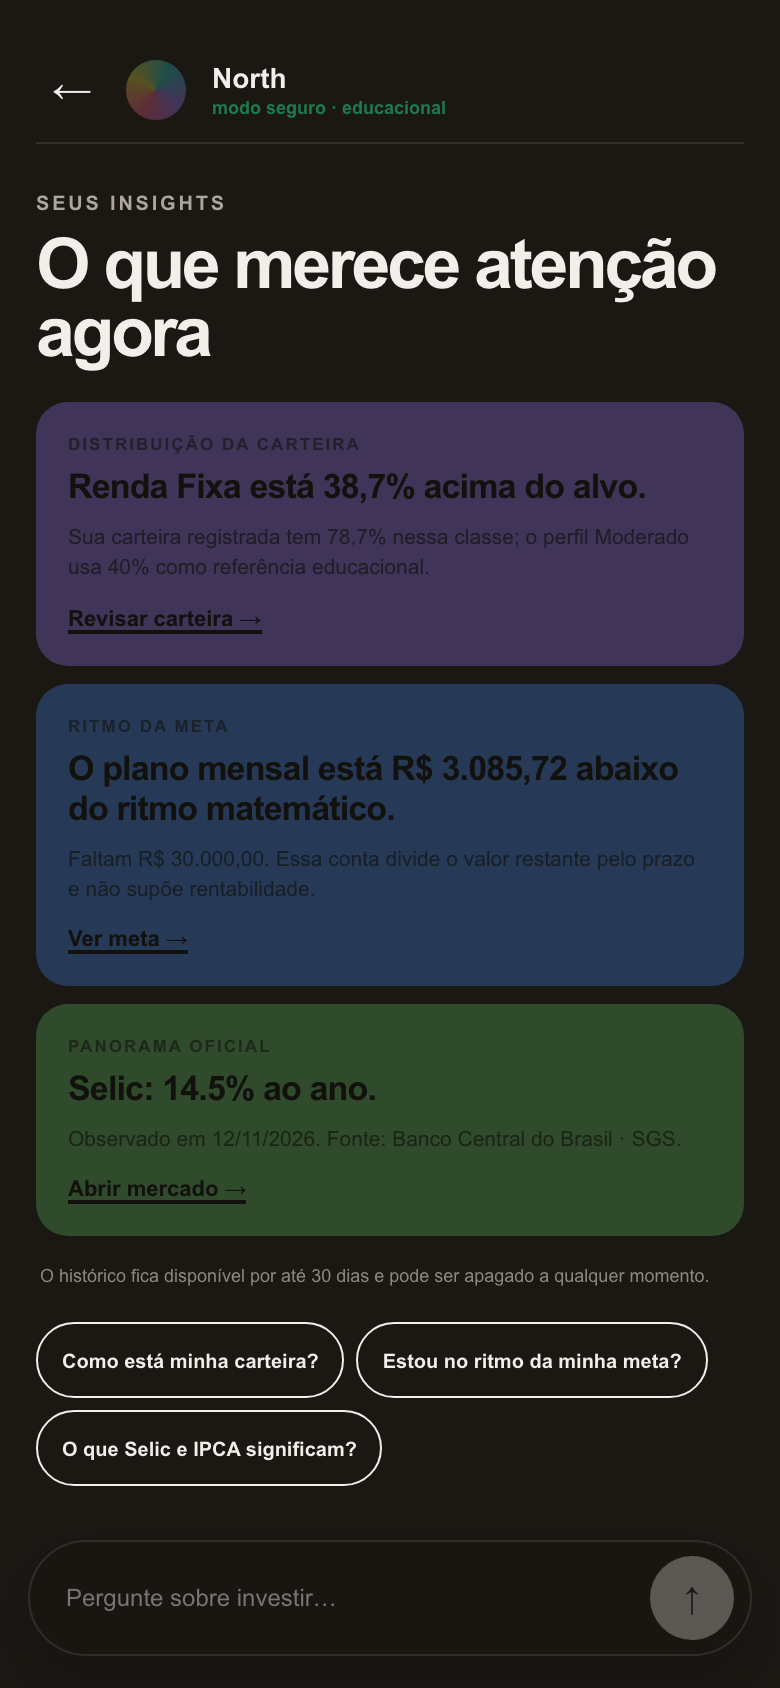 ←
North
modo seguro · educacional
SEUS INSIGHTS
O que merece atenção
agora
DISTRIBUIÇÃO DA CARTEIRA
Renda Fixa está 38,7% acima do alvo.
Sua carteira registrada tem 78,7% nessa classe; o perfil Moderado
usa 40% como referência educacional.
Revisar carteira →
RITMO DA META
O plano mensal está R$ 3.085,72 abaixo
do ritmo matemático.
Faltam R$ 30.000,00. Essa conta divide o valor restante pelo prazo
e não supõe rentabilidade.
Ver meta →
PANORAMA OFICIAL
Selic: 14.5% ao ano.
Observado em 12/11/2026. Fonte: Banco Central do Brasil · SGS.
Abrir mercado →
O histórico fica disponível por até 30 dias e pode ser apagado a qualquer momento.
Como está minha carteira?
Estou no ritmo da minha meta?
O que Selic e IPCA significam?
Pergunte sobre investir…
↑